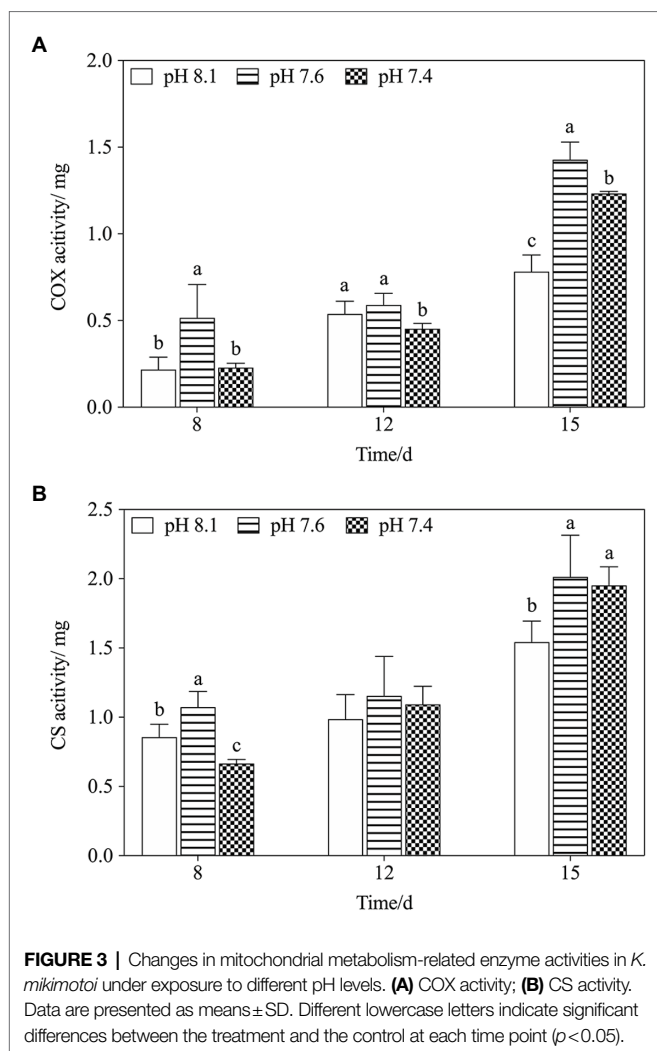 A
2.0
pH 8.1 pH 7.6 pH 7.4
1.5
1.0
0.5
0.0
COX acitivity/ mg
b a b
a a b
c a b
8 12 15
Time/d
B
2.5
pH 8.1 pH 7.6 pH 7.4
2.0
1.5
1.0
0.5
0.0
CS acitivity/ mg
b a c
b a a
8 12 15
Time/d
FIGURE 3 | Changes in mitochondrial metabolism-related enzyme activities in K.
mikimotoi under exposure to different pH levels. (A) COX activity; (B) CS activity.
Data are presented as means±SD. Different lowercase letters indicate significant
differences between the treatment and the control at each time point (p<0.05).